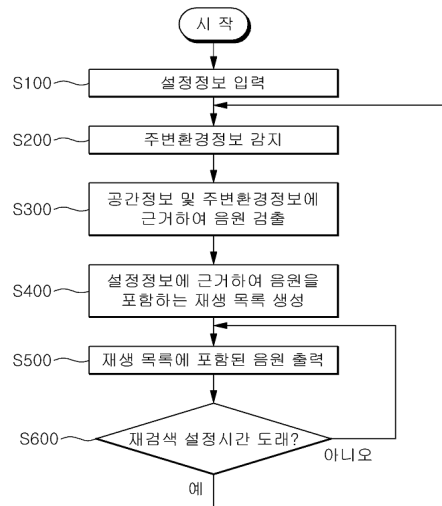 시 작
S100
설정정보 입력
S200
주변환경정보 감지
S300
공간정보 및 주변환경정보에
근거하여 음원 검출
S400
설정정보에 근거하여 음원을
포함하는 재생 목록 생성
S500
재생 목록에 포함된 음원 출력
S600
재검색 설정시간 도래?
아니오
예